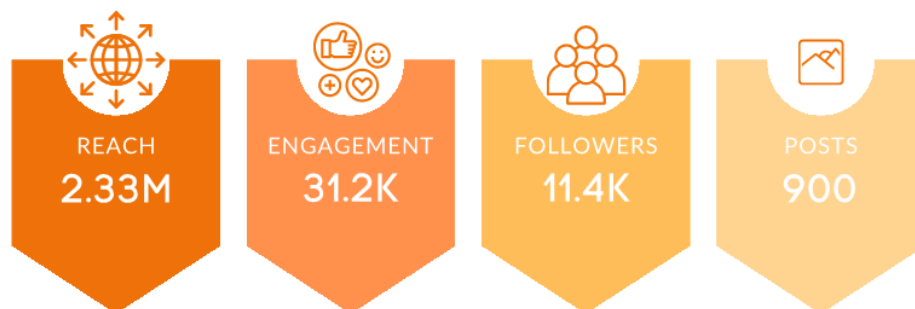 REACH
2.33M
ENGAGEMENT
31.2K
FOLLOWERS
11.4K
POSTS
900